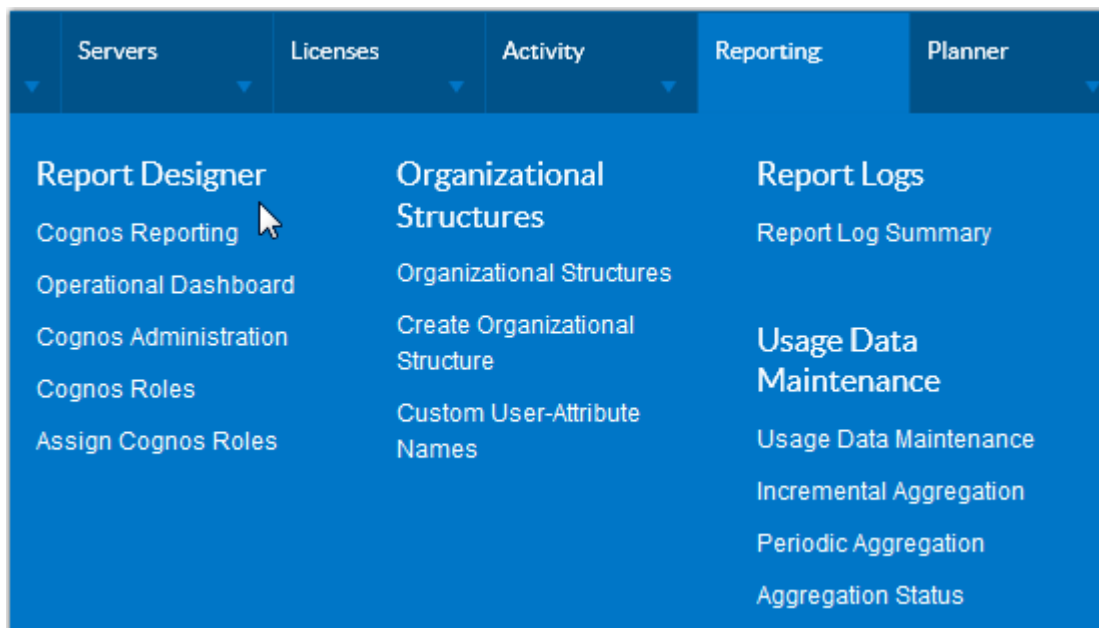 Servers
Licenses
Activity
Reporting
Planner
Report Designer
Cognos Reporting
Operational Dashboard
Cognos Administration
Cognos Roles
Assign Cognos Roles
Organizational
Structures
Organizational Structures
Create Organizational
Structure
Custom User-Attribute
Names
Report Logs
Report Log Summary
Usage Data
Maintenance
Usage Data Maintenance
Incremental Aggregation
Periodic Aggregation
Aggregation Status